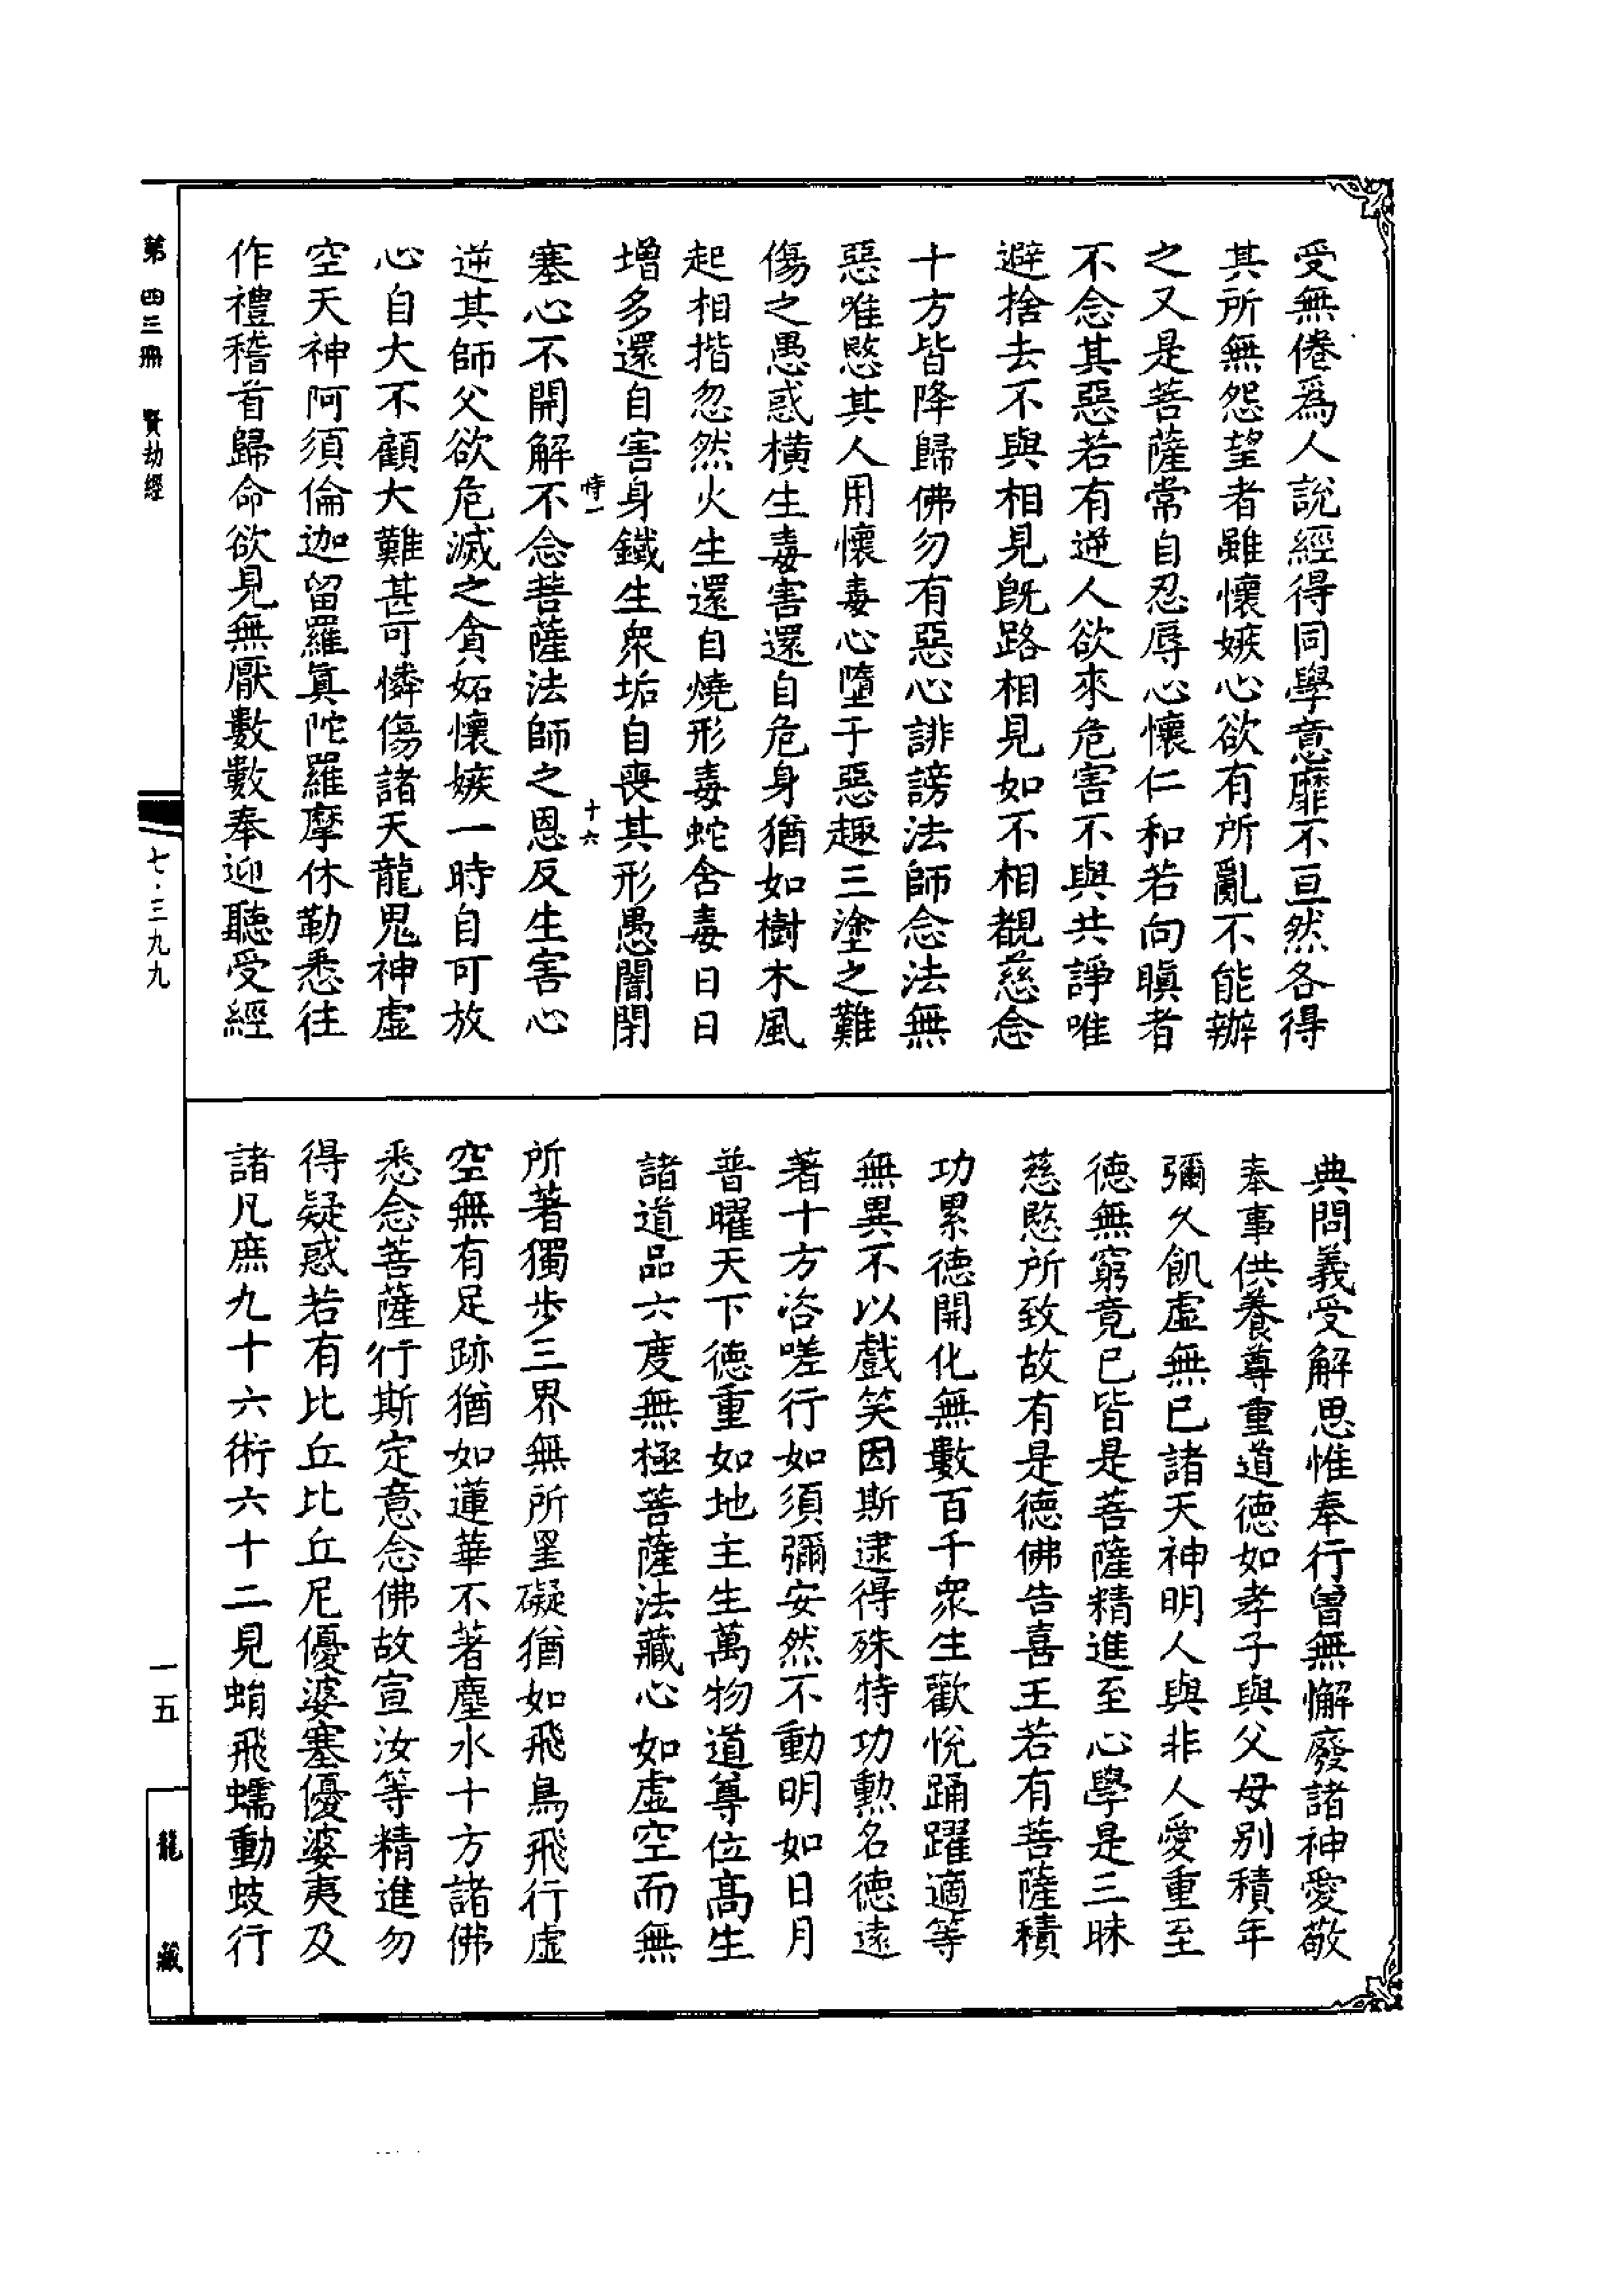 受無倦爲人說經得同學意靡不亘然各得
其所無怨望者雖懷嫉心欲有所亂不能辦
之又是菩薩常自忍辱心懷仁和若向瞋者
不念其惡若有逆人欲來危害不與共諍唯
避捨去不與相見旣路相見如不相覩慈念
十方皆降歸佛勿有惡心誹謗法師念法無
惡唯愍其人用懷毒心墮于惡趣三塗之難
傷之愚惑橫生毒害還自危身猶如樹木風
起相揩忽然火生還自燒形毒蛇含毒日日
增多還自害身鐵生衆垢自喪其形愚闇閉
時一 十六
塞心不開解不念菩薩法師之恩反生害心
逆其師父欲危滅之貪妬懷嫉一時自可放
心自大不顧大難甚可憐傷諸天龍鬼神虛
空天神阿須倫迦留羅眞陀羅摩休勒悉往
作禮稽首歸命欲見無厭數數奉迎聽受經
典問義受解思惟奉行曾無懈廢諸神愛敬
奉事供養尊重道德如孝子與父母別積年
彌久飢虛無已諸天神明人與非人愛重至
德無窮竟已皆是菩薩精進至心學是三昧
慈愍所致故有是德佛告喜王若有菩薩積
功累德開化無數百千衆生歡悅踊躍適等
無異不以戲笑因斯逮得殊特功勳名德遠
著十方咨嗟行如須彌安然不動明如日月
普曜天下德重如地主生萬物道尊位高生
諸道品六度無極菩薩法藏心如虛空而無
所著獨步三界無所罣礙猶如飛鳥飛行虛
空無有足跡猶如蓮華不著塵水十方諸佛
悉念菩薩行斯定意念佛故宣汝等精進勿
得疑惑若有比丘比丘尼優婆塞優婆夷及
諸凡庶九十六術六十二見蜎飛蠕動蚑行
第四三冊 賢劫經
七·三九九
一五
龍藏